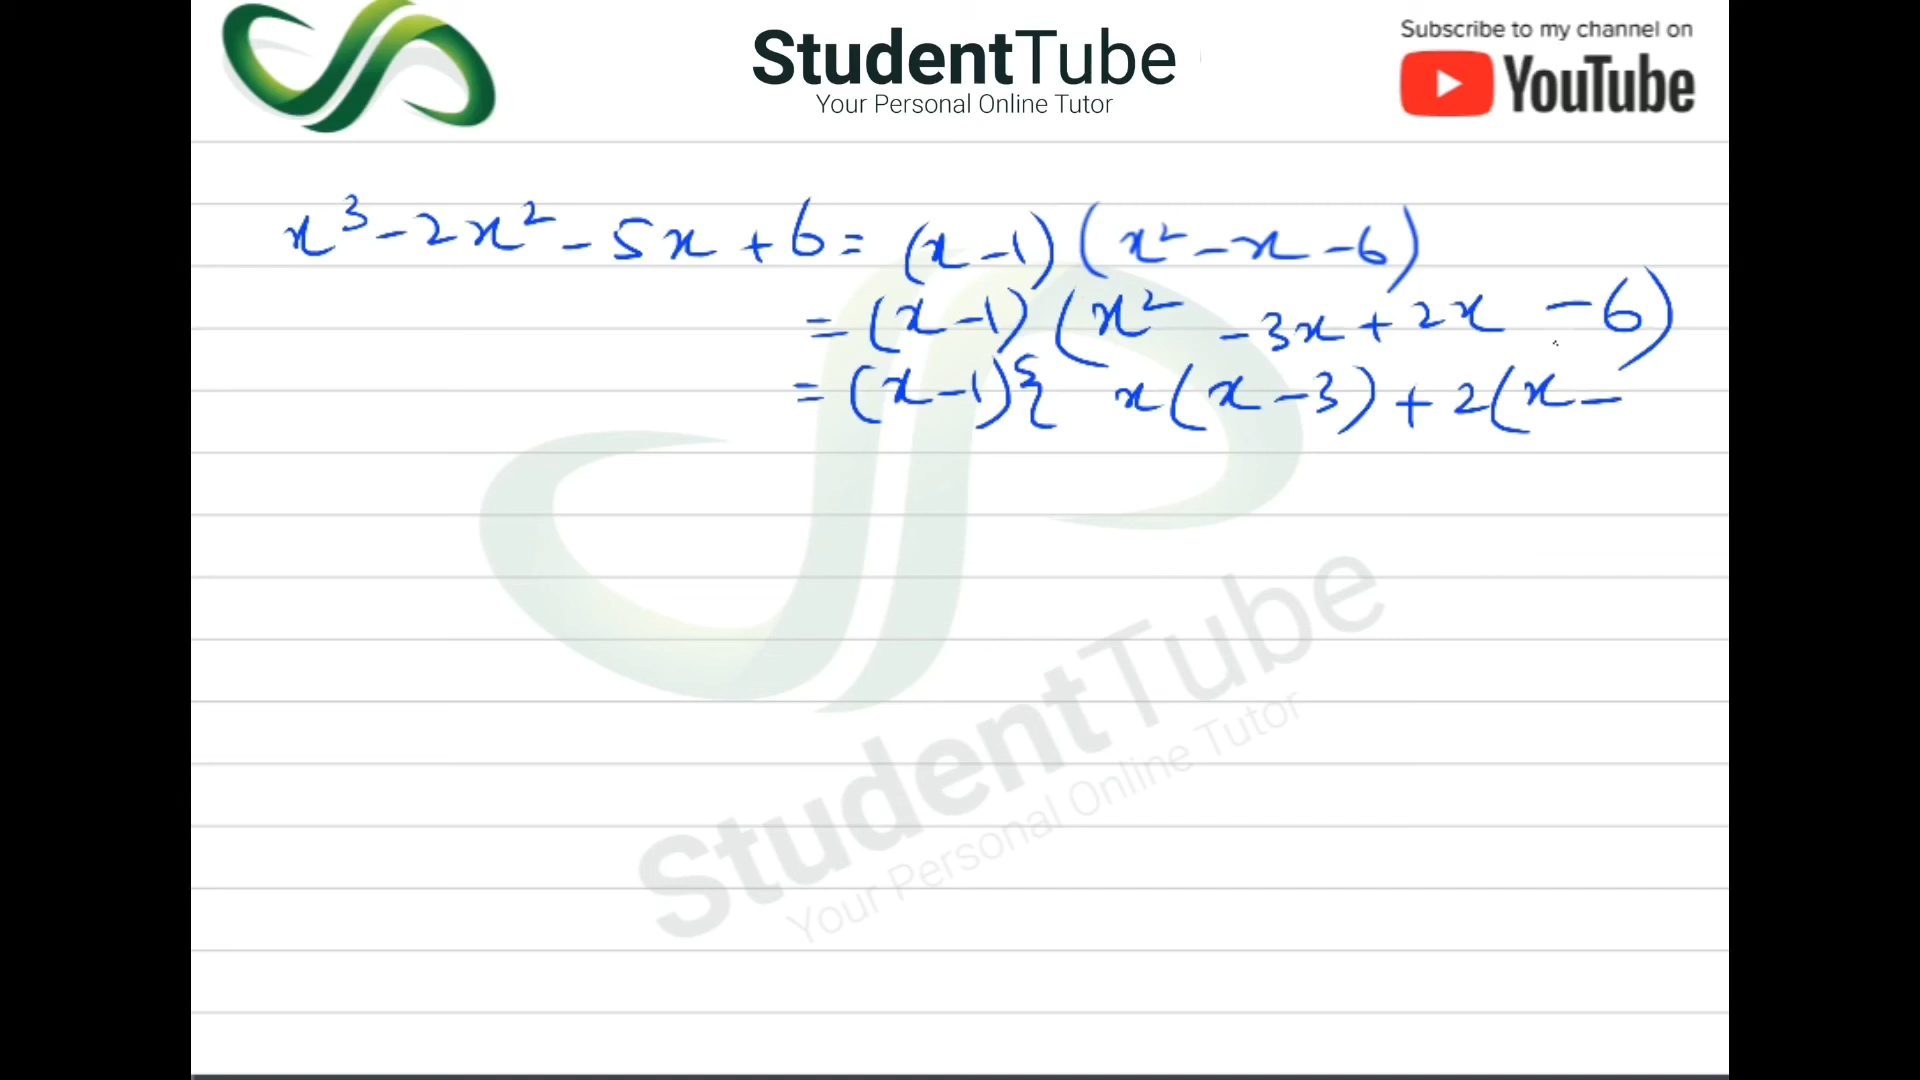 Subscribe to my channel on
StudentTube
YouTube
Your Personal Online Tutor
x³ - 2x² - 5x + 6 = (x - 1) (x² - x - 6)
= (x - 1) (x² - 3x + 2x - 6)
= (x - 1) { x (x - 3) + 2 (x -
StudentTube
Your Personal Online Tutor